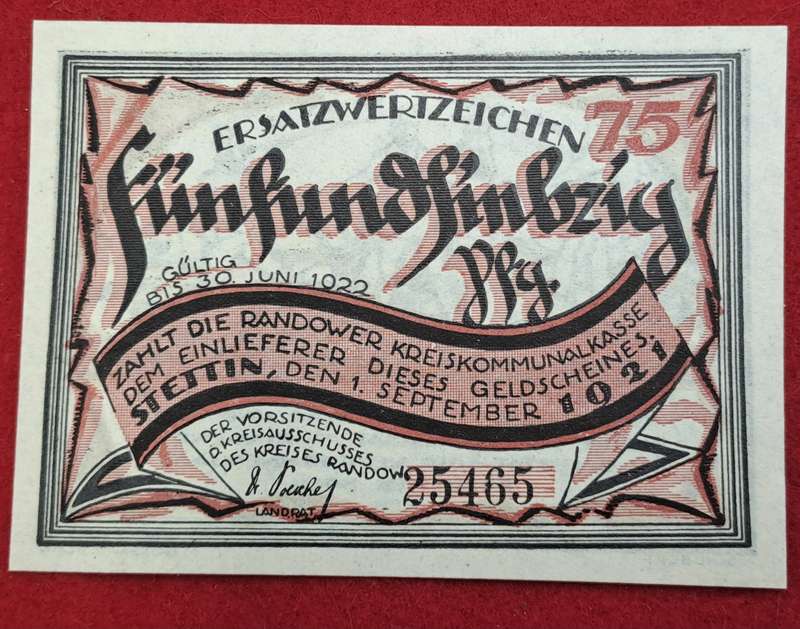 ERSATZWERTZEICHEN
75
Fünfundsiebzig
Pfg.
GÜLTIG
BIS 30. JUNI 1922
ZAHLT DIE RANDOWER KREISKOMMUNALKASSE
DEM EINLIEFERER DIESES GELDSCHEINES.
STETTIN, DEN 1. SEPTEMBER 1921
DER VORSITZENDE
D. KREISAUSSCHUSSES
DES KREISES RANDOW.
LANDRAT
25465